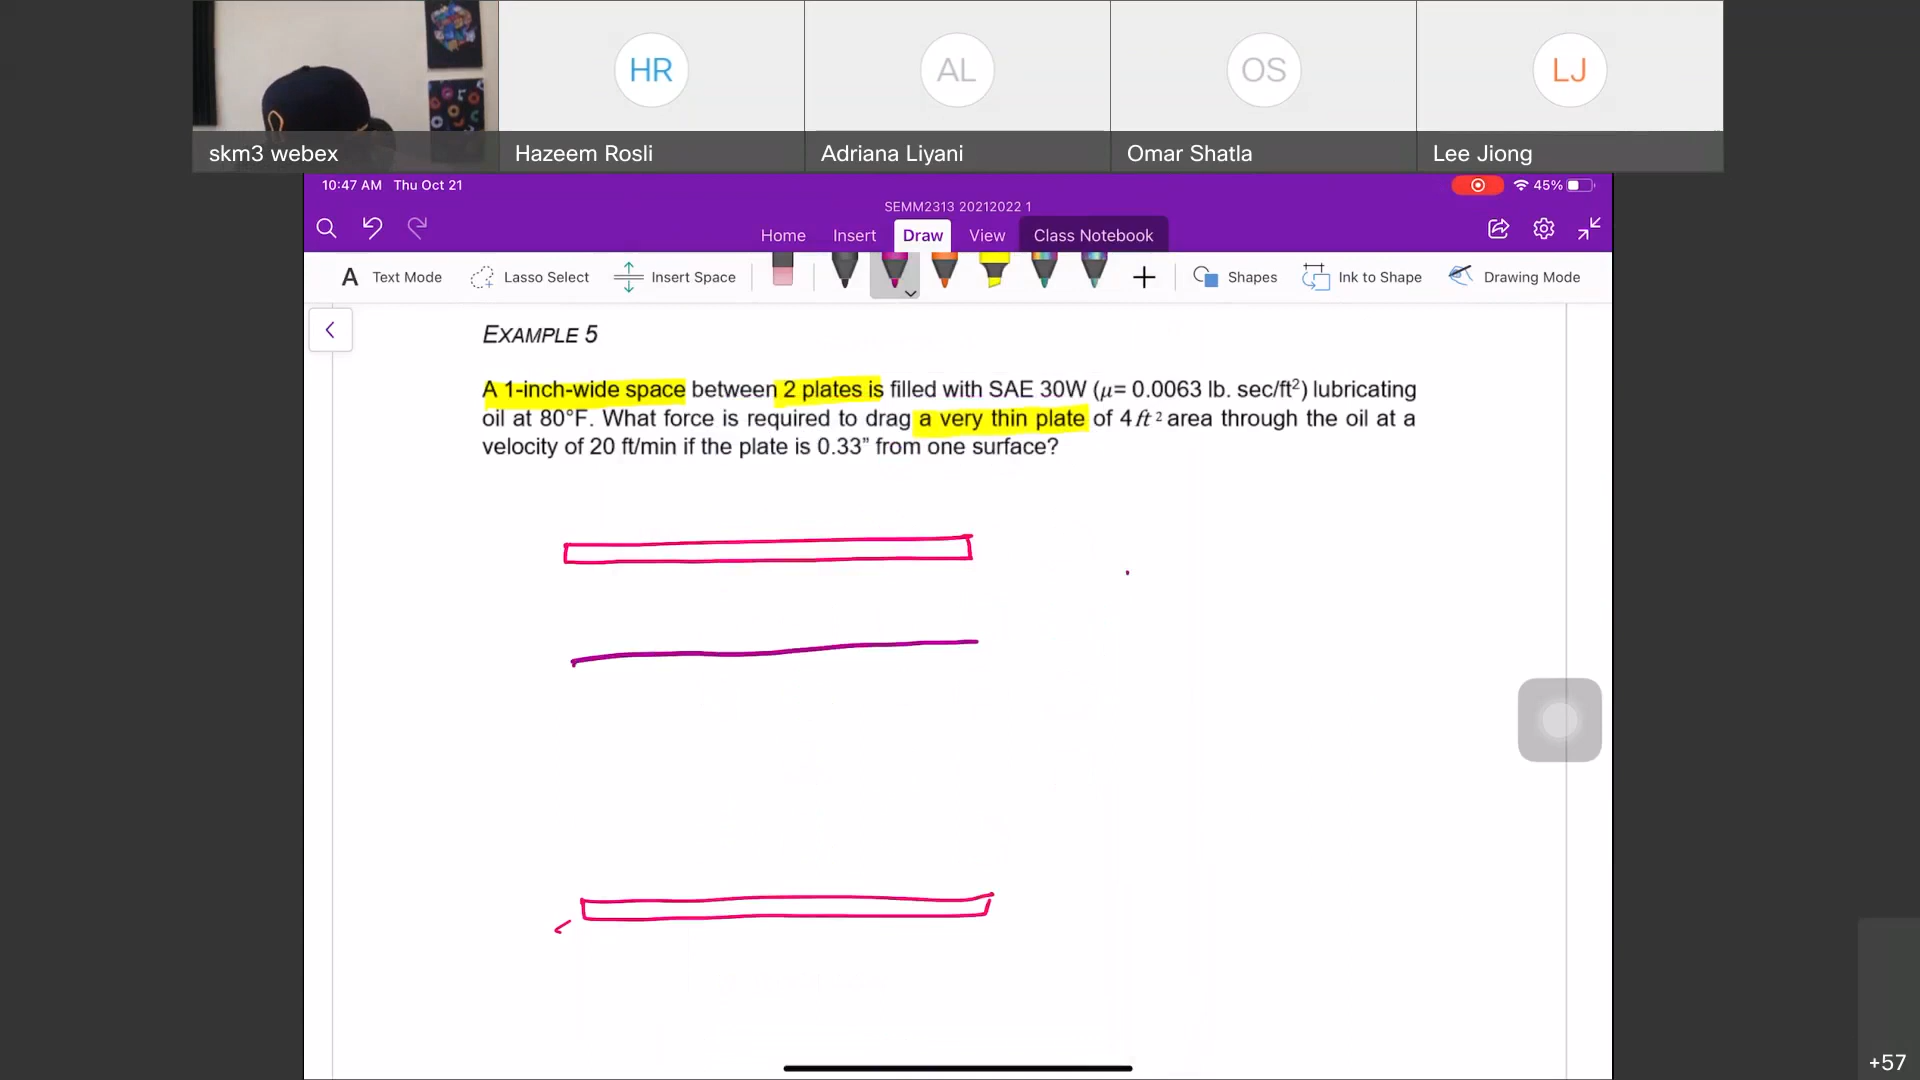 HR
AL
OS
LJ
skm3 webex
Hazeem Rosli
Adriana Liyani
Omar Shatla
Lee Jiong
10:47 AM Thu Oct 21
45%
SEMM2313 20212022 1
Home Insert Draw View Class Notebook
A Text Mode Lasso Select Insert Space Shapes Ink to Shape Drawing Mode
EXAMPLE 5
A 1-inch-wide space between 2 plates is filled with SAE 30W (μ= 0.0063 lb. sec/ft²) lubricating
oil at 80°F. What force is required to drag a very thin plate of 4 ft ² area through the oil at a
velocity of 20 ft/min if the plate is 0.33” from one surface?
+57